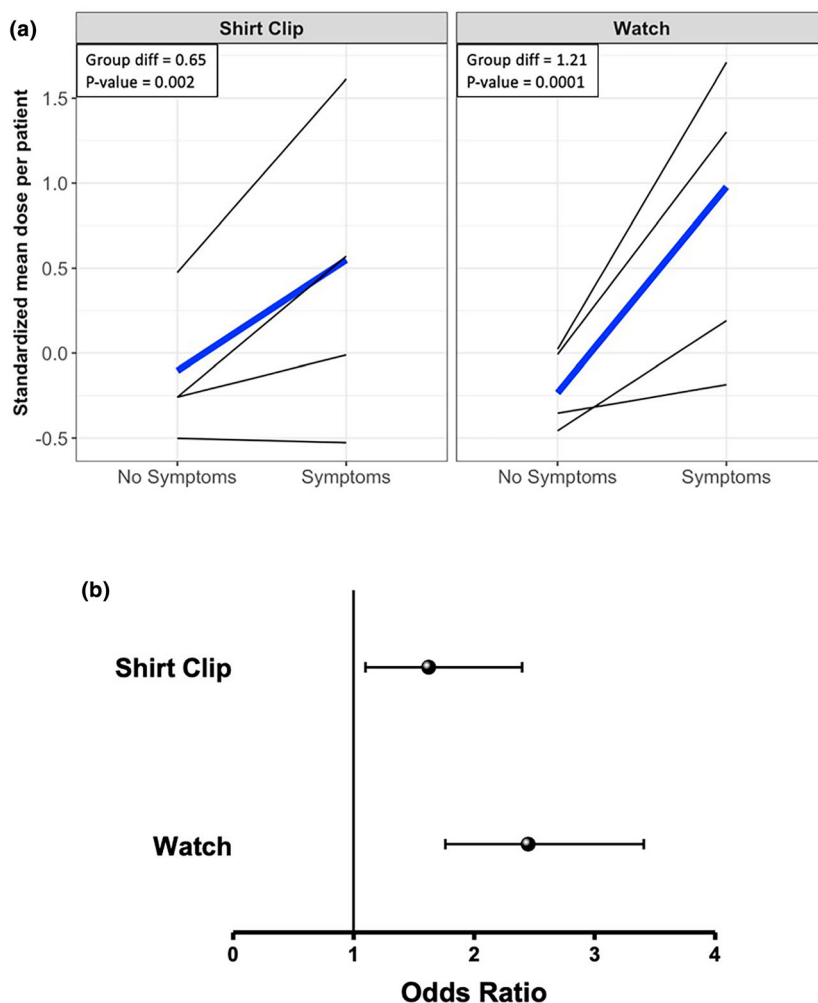 (a)
Shirt Clip
Watch
Group diff = 0.65
P-value = 0.002
Group diff = 1.21
P-value = 0.0001
Standardized mean dose per patient
1.5
1.0
0.5
0.0
-0.5
No Symptoms
Symptoms
No Symptoms
Symptoms
(b)
Shirt Clip
Watch
0 1 2 3 4
Odds Ratio